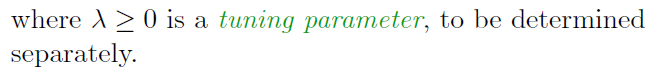 where λ ≥ 0 is a tuning parameter, to be determined
separately.